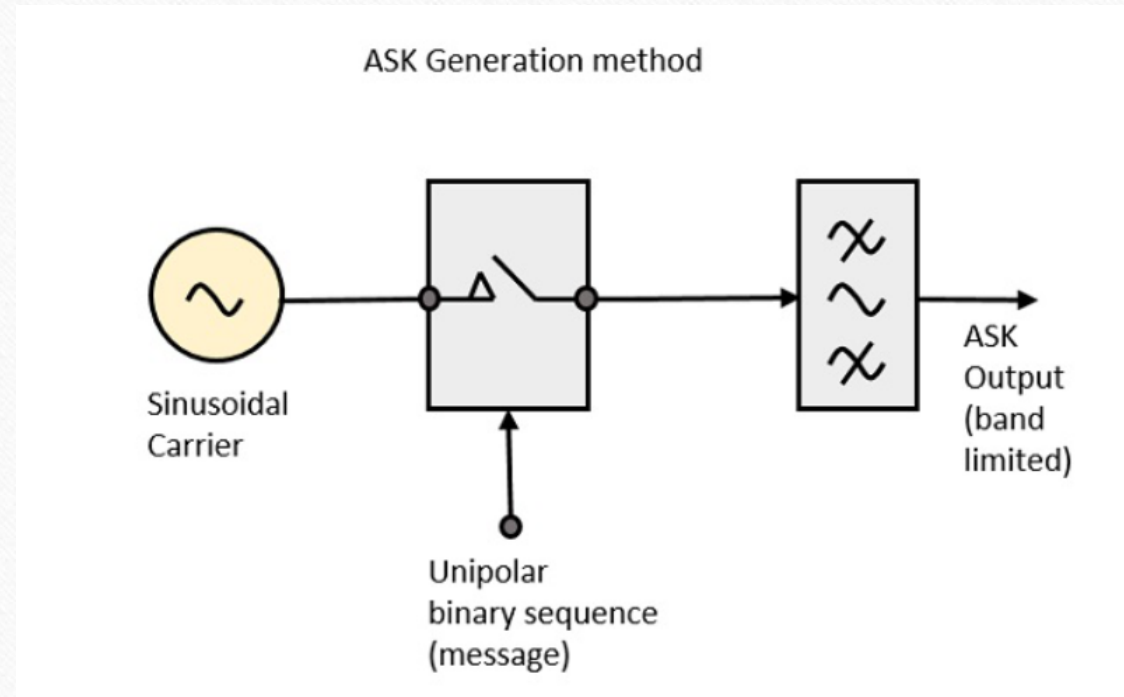 ASK Generation method
Sinusoidal
Carrier
Unipolar
binary sequence
(message)
ASK
Output
(band
limited)